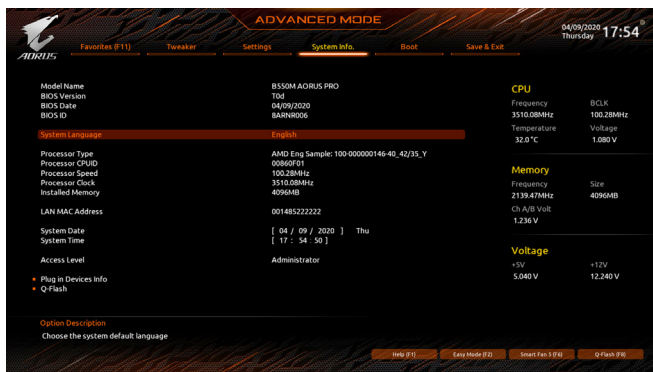 ADVANCED MODE
04/09/2020 Thursday 17:54
AORUS
Favorites (F11) Tweaker Settings System Info. Boot Save & Exit
Model Name B550M AORUS PRO
BIOS Version T0d
BIOS Date 04/09/2020
BIOS ID 8ARNR006
System Language English
Processor Type AMD Eng Sample: 100-000000146-40_42/35_Y
Processor CPUID 00860F01
Processor Speed 100.28MHz
Processor Clock 3510.08MHz
Installed Memory 4096MB
LAN MAC Address 001485222222
System Date [ 04 / 09 / 2020 ] Thu
System Time [ 17 : 54 : 50 ]
Access Level Administrator
Plug in Devices Info
Q-Flash
CPU
Frequency BCLK
3510.08MHz 100.28MHz
Temperature Voltage
32.0 °C 1.080 V
Memory
Frequency Size
2139.47MHz 4096MB
Ch A/B Volt
1.236 V
Voltage
+5V +12V
5.040 V 12.240 V
Option Description
Choose the system default language
Help (F1) Easy Mode (F2) Smart Fan 5 (F6) Q-Flash (F8)